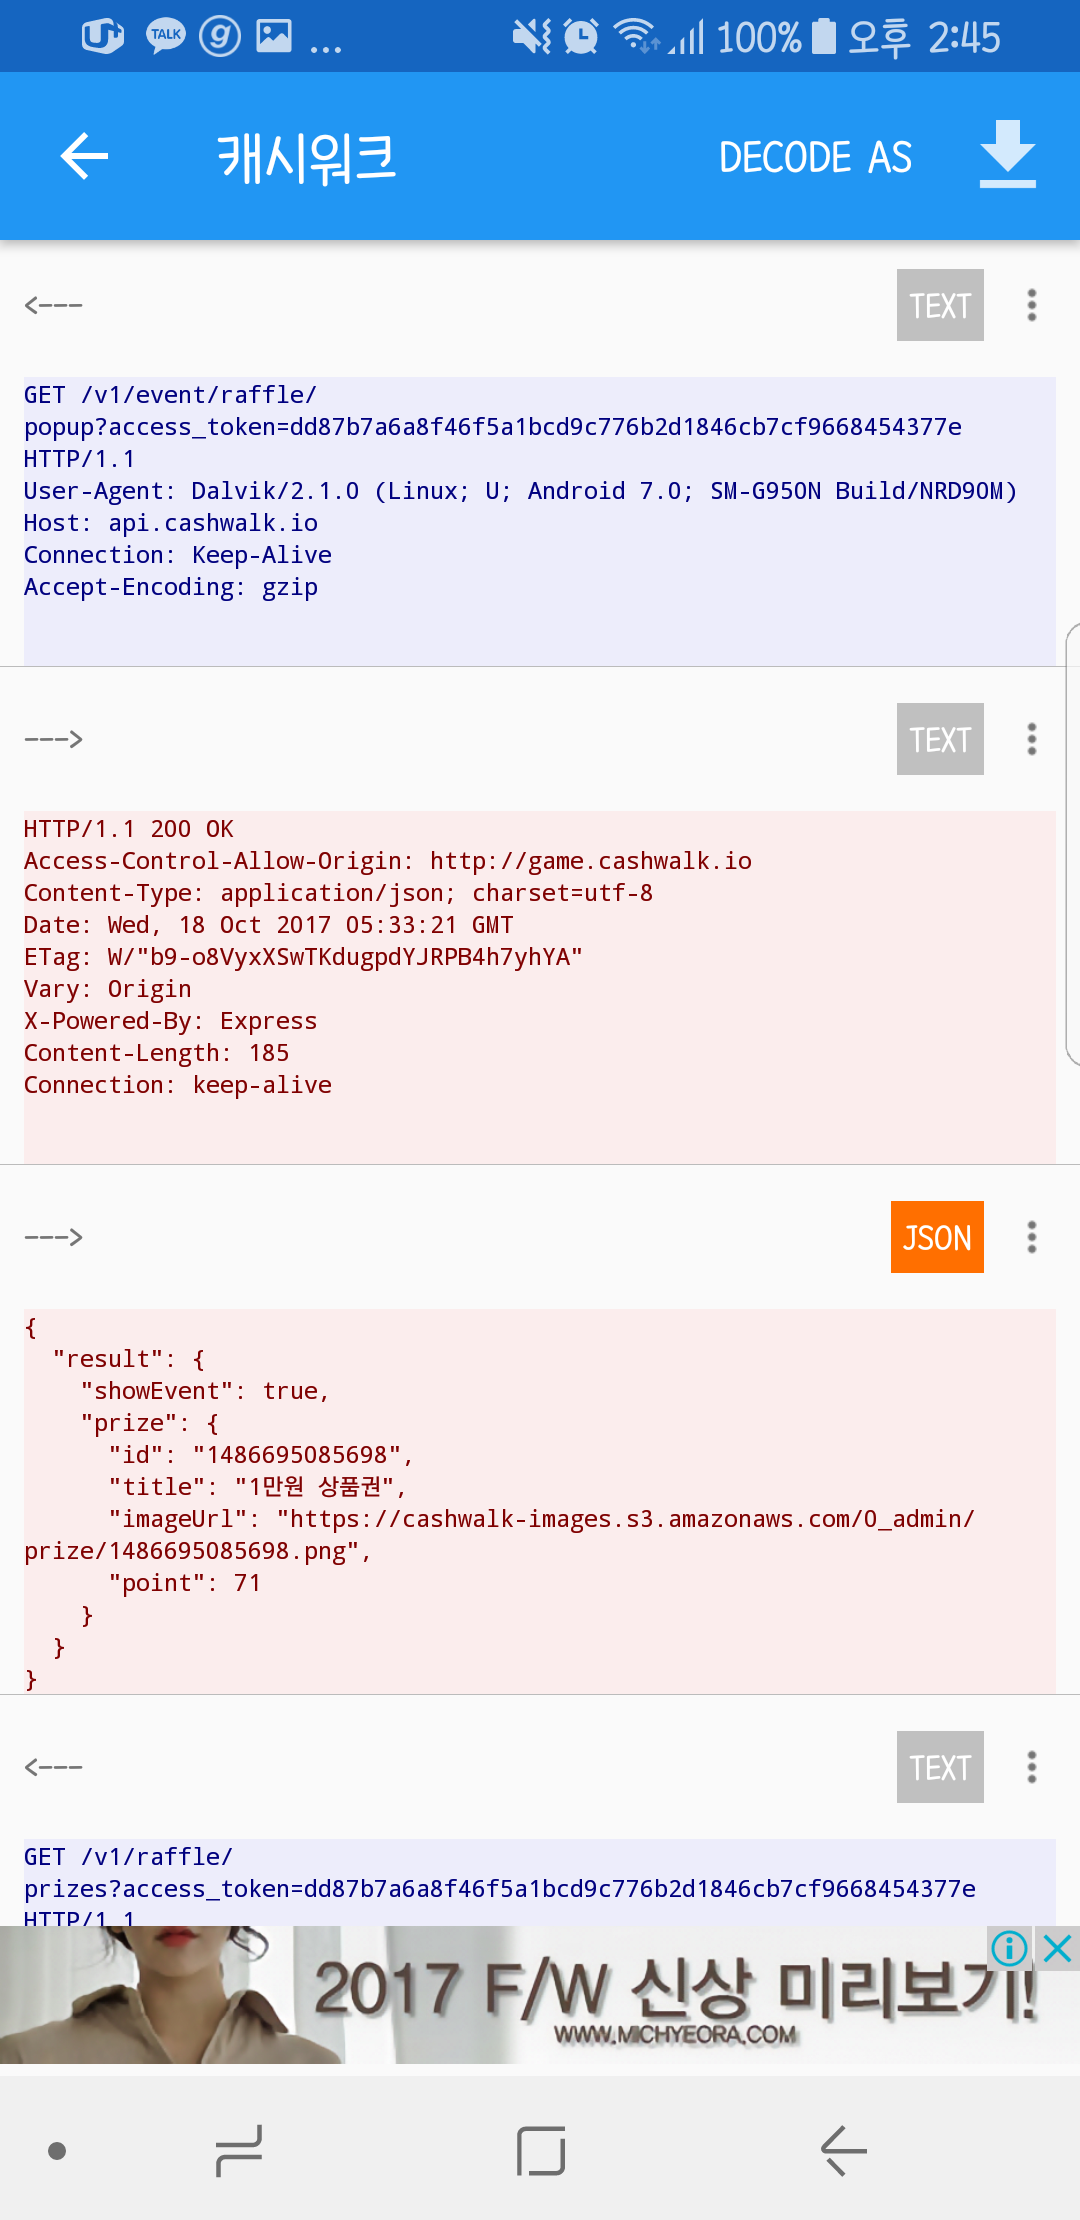 TALK g ... 100% 오후 2:45
캐시워크 DECODE AS
<--- TEXT
GET /v1/event/raffle/
popup?access_token=dd87b7a6a8f46f5a1bcd9c776b2d1846cb7cf9668454377e
HTTP/1.1
User-Agent: Dalvik/2.1.0 (Linux; U; Android 7.0; SM-G950N Build/NRD90M)
Host: api.cashwalk.io
Connection: Keep-Alive
Accept-Encoding: gzip
---> TEXT
HTTP/1.1 200 OK
Access-Control-Allow-Origin: http://game.cashwalk.io
Content-Type: application/json; charset=utf-8
Date: Wed, 18 Oct 2017 05:33:21 GMT
ETag: W/"b9-o8VyxXSwTKdugpdYJRPB4h7yhYA"
Vary: Origin
X-Powered-By: Express
Content-Length: 185
Connection: keep-alive
---> JSON
{
"result": {
"showEvent": true,
"prize": {
"id": "1486695085698",
"title": "1만원 상품권",
"imageUrl": "https://cashwalk-images.s3.amazonaws.com/0_admin/
prize/1486695085698.png",
"point": 71
}
}
}
<--- TEXT
GET /v1/raffle/
prizes?access_token=dd87b7a6a8f46f5a1bcd9c776b2d1846cb7cf9668454377e
HTTP/1.1
2017 F/W 신상 미리보기!
WWW.MICHYEORA.COM